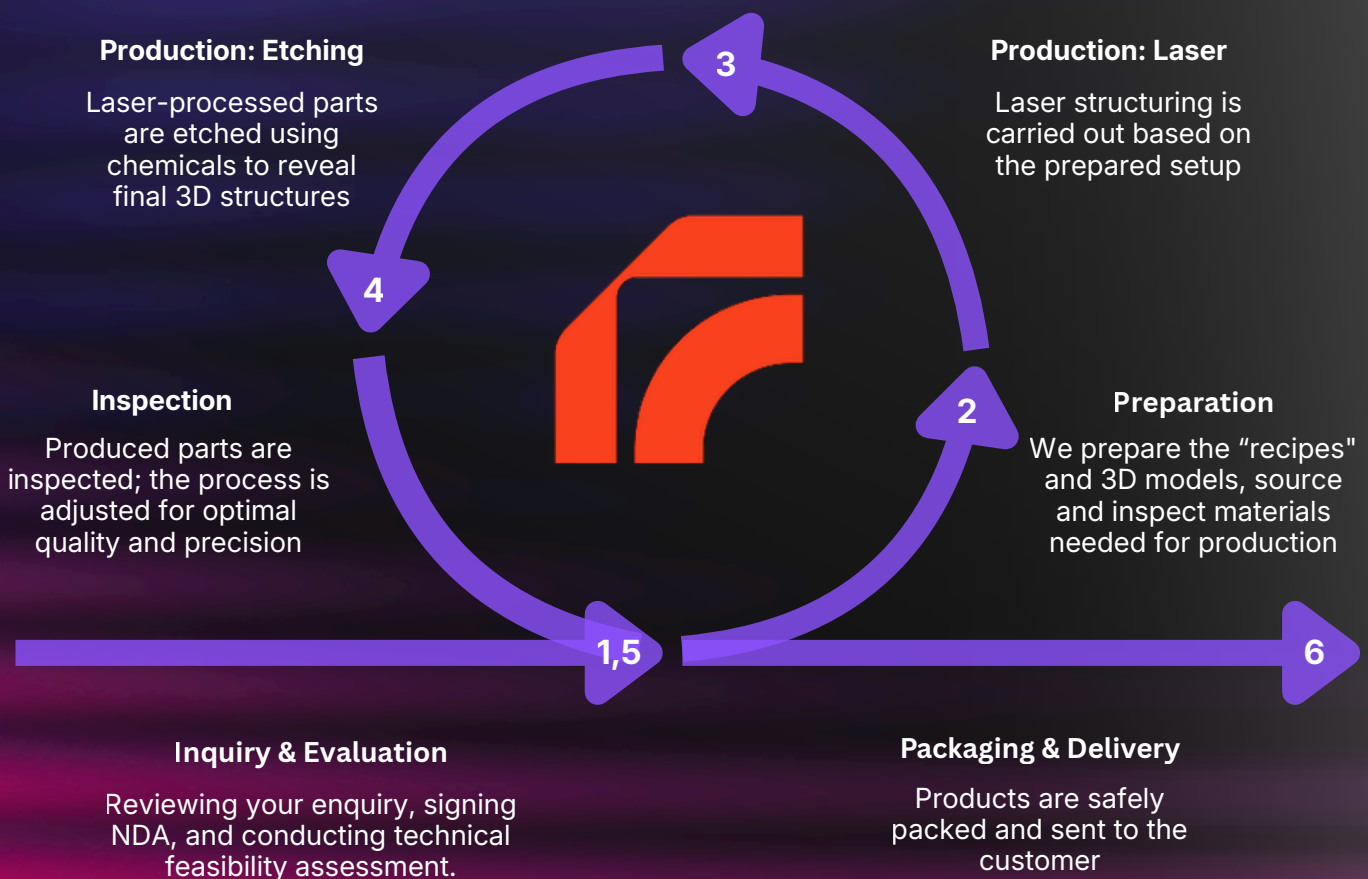 Production: Etching
Laser-processed parts
are etched using
chemicals to reveal
final 3D structures
3
Production: Laser
Laser structuring is
carried out based on
the prepared setup
4
Inspection
Produced parts are
inspected; the process is
adjusted for optimal
quality and precision
2
Preparation
We prepare the “recipes"
and 3D models, source
and inspect materials
needed for production
1,5
6
Inquiry & Evaluation
Reviewing your enquiry, signing
NDA, and conducting technical
feasibility assessment.
Packaging & Delivery
Products are safely
packed and sent to the
customer